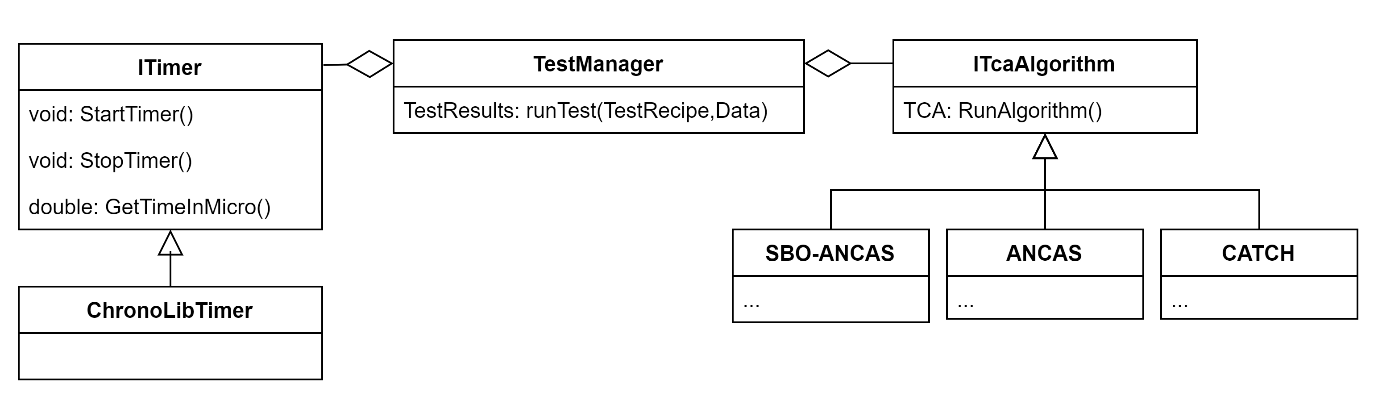 ITimer
void: StartTimer()
void: StopTimer()
double: GetTimeInMicro()
ChronoLibTimer
TestManager
TestResults: runTest(TestRecipe,Data)
ITcaAlgorithm
TCA: RunAlgorithm()
SBO-ANCAS
...
ANCAS
...
CATCH
...